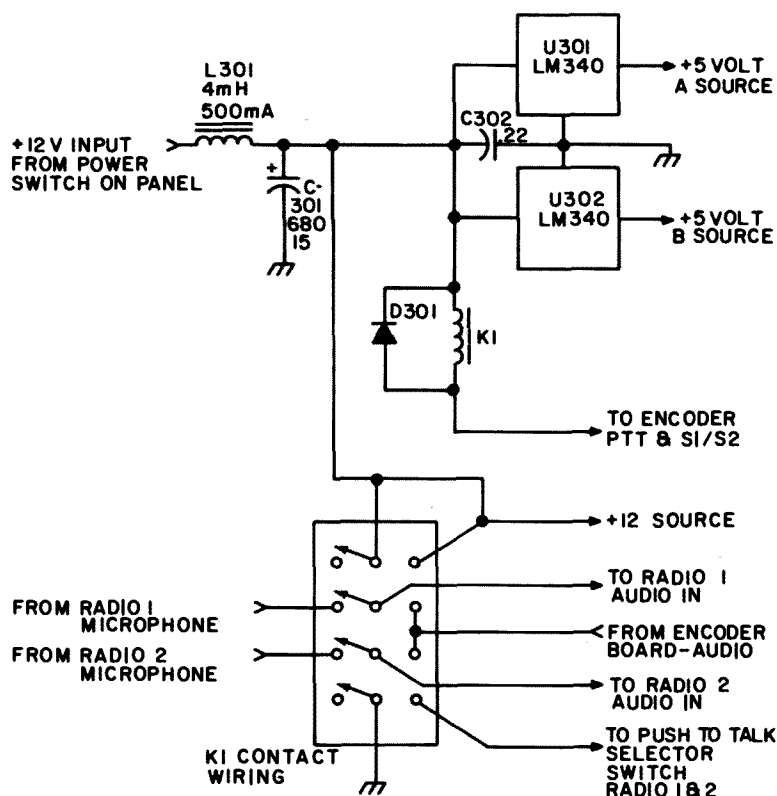 U301
LM340
+5 VOLT
A SOURCE
L301
4mH
500mA
C302
.22
+12V INPUT
FROM POWER
SWITCH ON PANEL
+
C-
301
680
15
U302
LM340
+5 VOLT
B SOURCE
D301
K1
TO ENCODER
PTT & S1/S2
+12 SOURCE
TO RADIO 1
AUDIO IN
FROM RADIO 1
MICROPHONE
FROM ENCODER
BOARD-AUDIO
FROM RADIO 2
MICROPHONE
TO RADIO 2
AUDIO IN
TO PUSH TO TALK
SELECTOR
SWITCH
RADIO 1 & 2
K1 CONTACT
WIRING